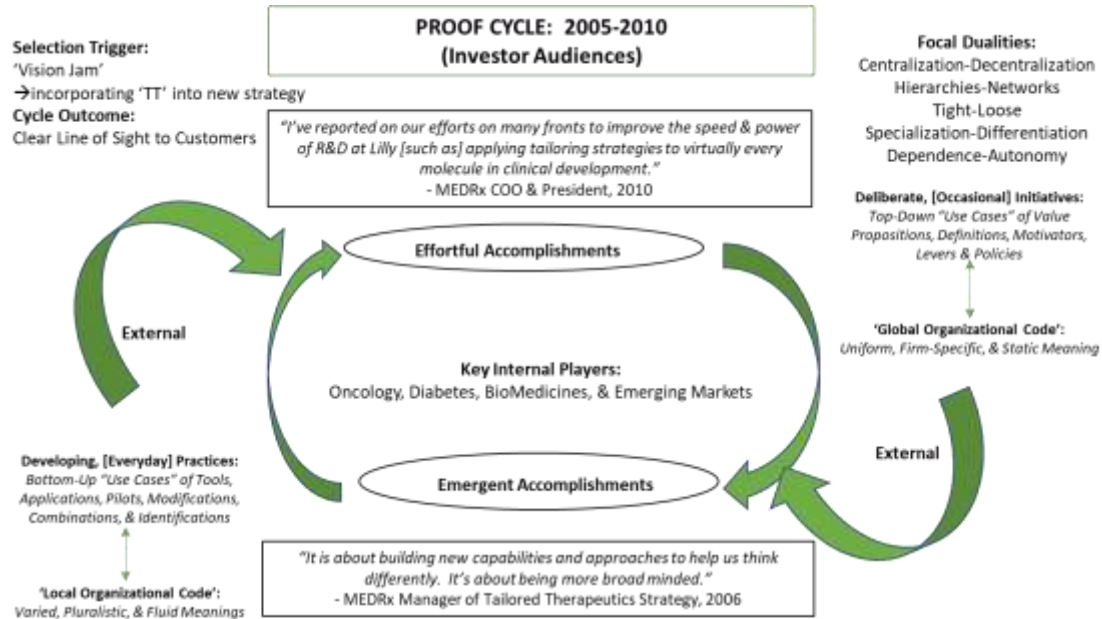 PROOF CYCLE: 2005-2010
(Investor Audiences)
Selection Trigger:
'Vision Jam'
→incorporating 'TT' into new strategy
Cycle Outcome:
Clear Line of Sight to Customers
"I've reported on our efforts on many fronts to improve the speed & power
of R&D at Lilly [such as] applying tailoring strategies to virtually every
molecule in clinical development."
- MEDRx COO & President, 2010
Focal Dualities:
Centralization-Decentralization
Hierarchies-Networks
Tight-Loose
Specialization-Differentiation
Dependence-Autonomy
Deliberate, [Occasional] Initiatives:
Top-Down "Use Cases" of Value
Propositions, Definitions, Motivators,
Levers & Policies
'Global Organizational Code':
Uniform, Firm-Specific, & Static Meaning
Effortful Accomplishments
External
Key Internal Players:
Oncology, Diabetes, BioMedicines, & Emerging Markets
External
Emergent Accomplishments
Developing, [Everyday] Practices:
Bottom-Up "Use Cases" of Tools,
Applications, Pilots, Modifications,
Combinations, & Identifications
'Local Organizational Code':
Varied, Pluralistic, & Fluid Meanings
"It is about building new capabilities and approaches to help us think
differently. It's about being more broad minded."
- MEDRx Manager of Tailored Therapeutics Strategy, 2006